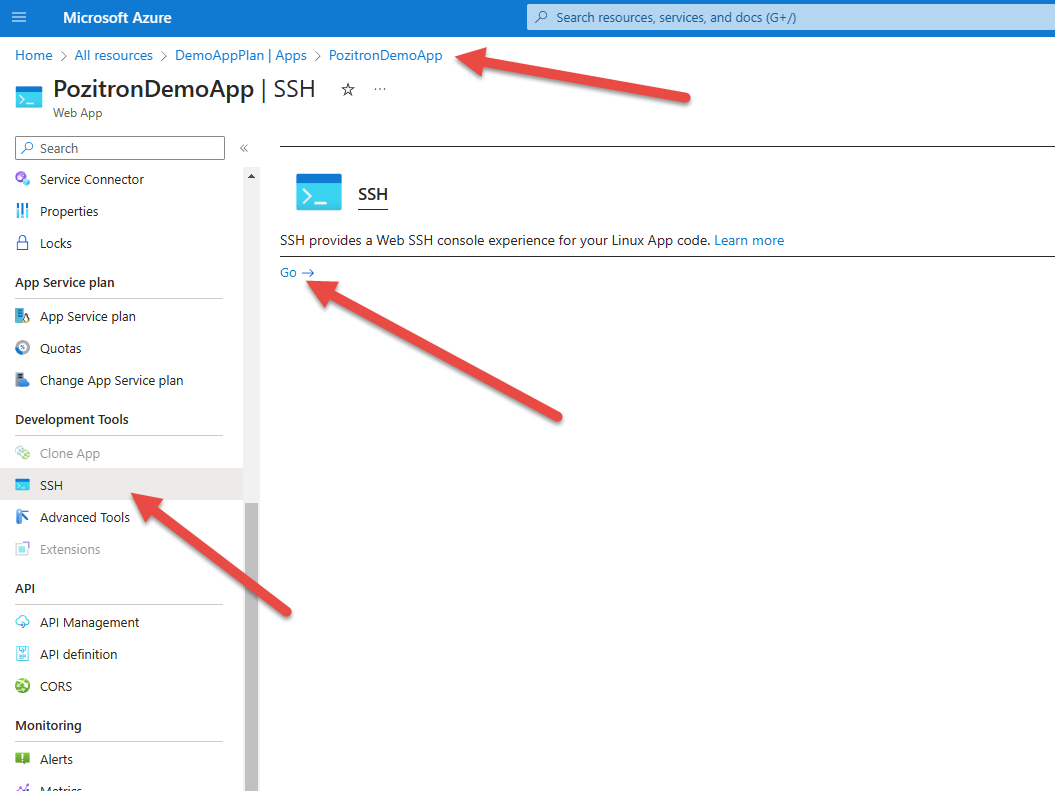 Microsoft Azure
Search resources, services, and docs (G+/)
Home > All resources > DemoAppPlan | Apps > PozitronDemoApp
PozitronDemoApp | SSH ☆ ···
Web App
Search «
Service Connector
Properties
Locks
App Service plan
App Service plan
Quotas
Change App Service plan
Development Tools
Clone App
SSH
Advanced Tools
Extensions
API
API Management
API definition
CORS
Monitoring
Alerts
Metrics
SSH
SSH provides a Web SSH console experience for your Linux App code. Learn more
Go →